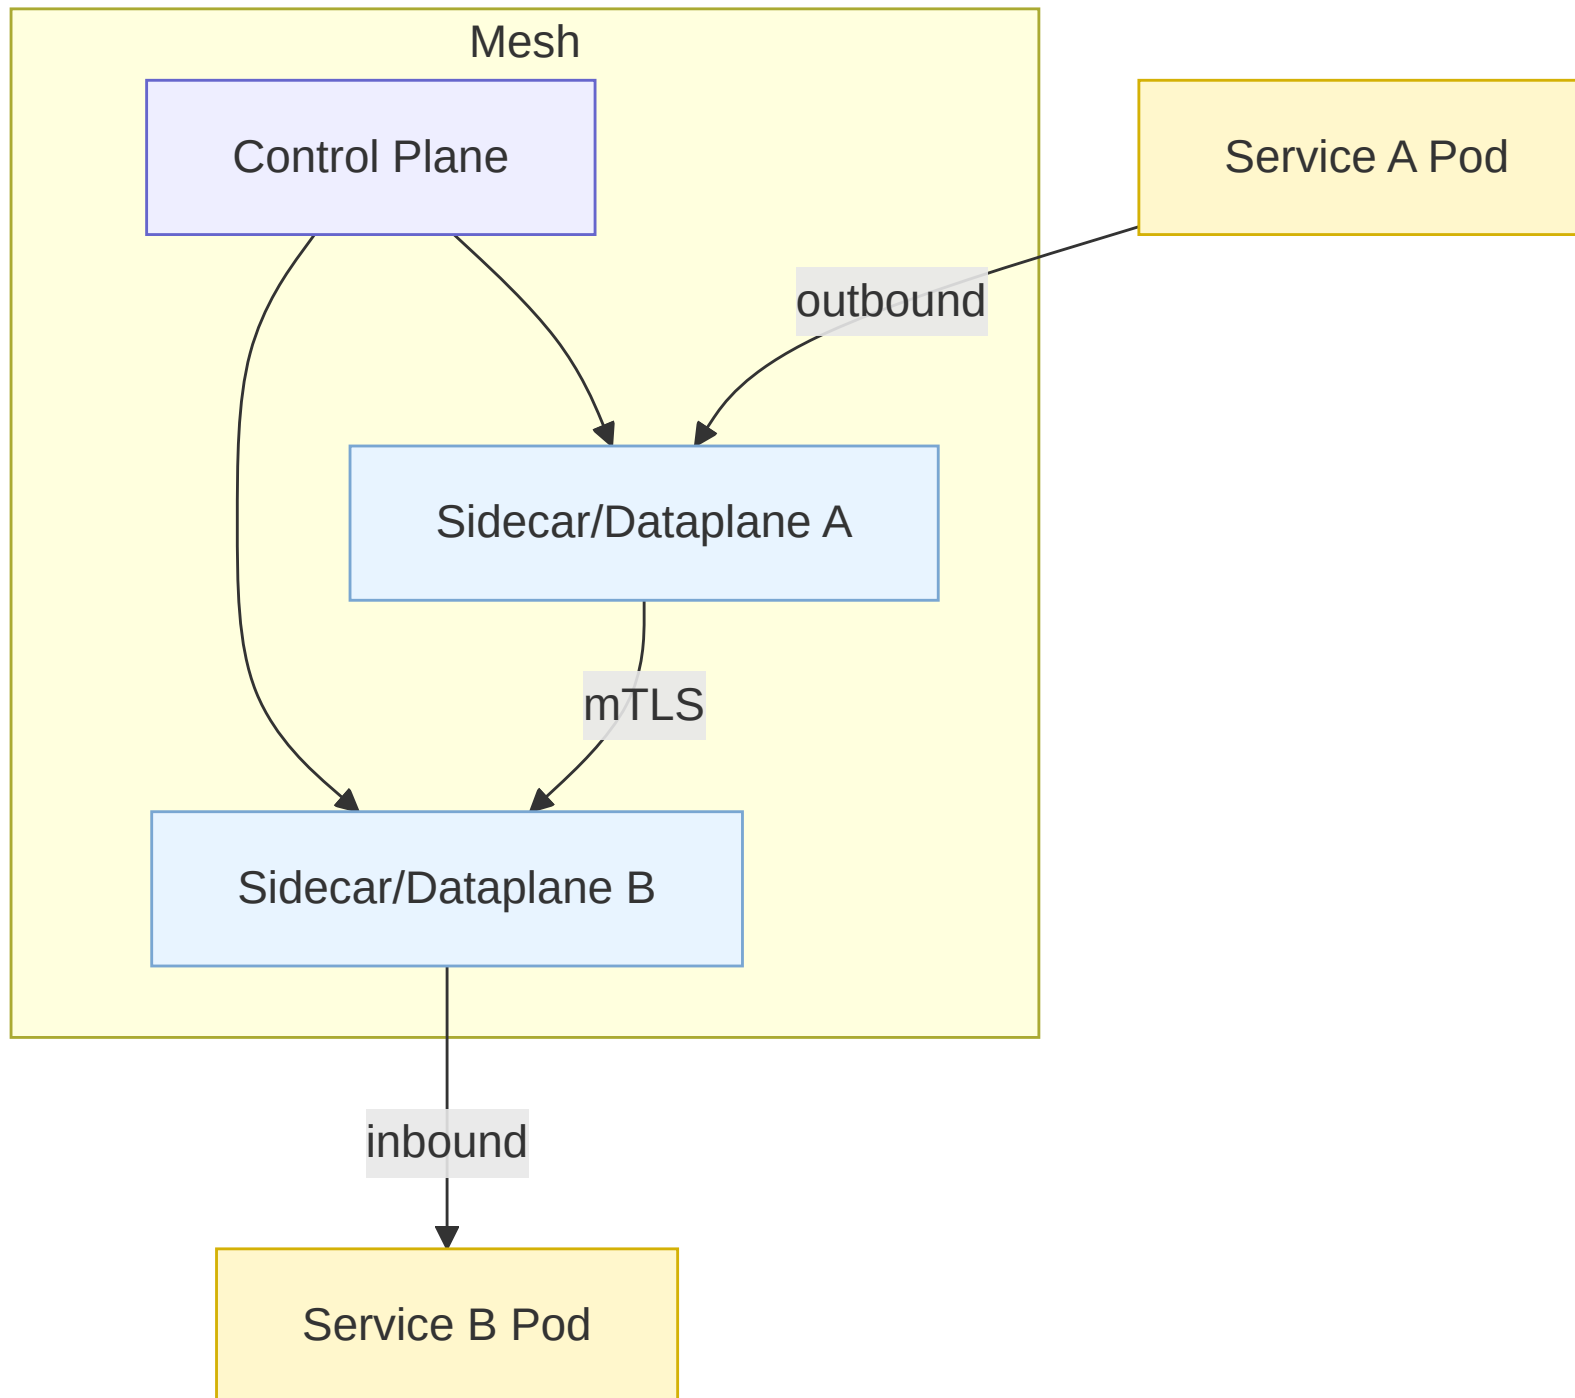 Mesh
Control Plane
Service A Pod
outbound
Sidecar/Dataplane A
mTLS
Sidecar/Dataplane B
inbound
Service B Pod